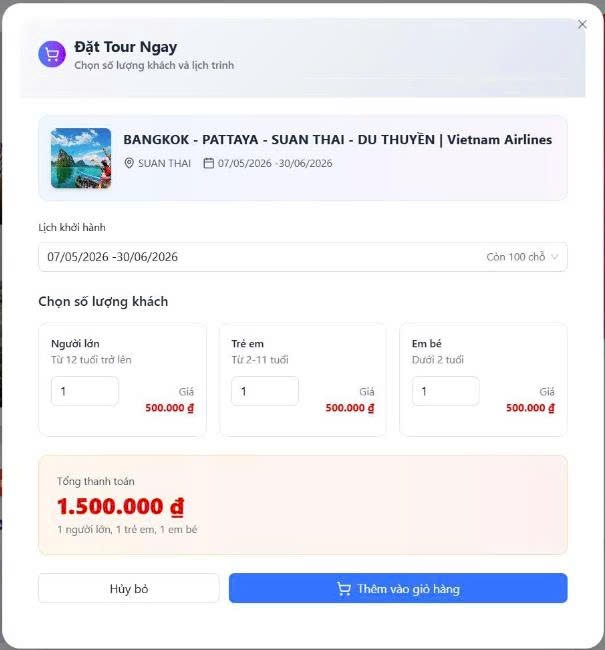 Đặt Tour Ngay
Chọn số lượng khách và lịch trình
BANGKOK - PATTAYA - SUAN THAI - DU THUYỀN | Vietnam Airlines
SUAN THAI 07/05/2026 -30/06/2026
Lịch khởi hành
07/05/2026 -30/06/2026 Còn 100 chỗ
Chọn số lượng khách
Người lớn
Từ 12 tuổi trở lên
1
Giá
500.000 ₫
Trẻ em
Từ 2-11 tuổi
1
Giá
500.000 ₫
Em bé
Dưới 2 tuổi
1
Giá
500.000 ₫
Tổng thanh toán
1.500.000 ₫
1 người lớn, 1 trẻ em, 1 em bé
Hủy bỏ
Thêm vào giỏ hàng